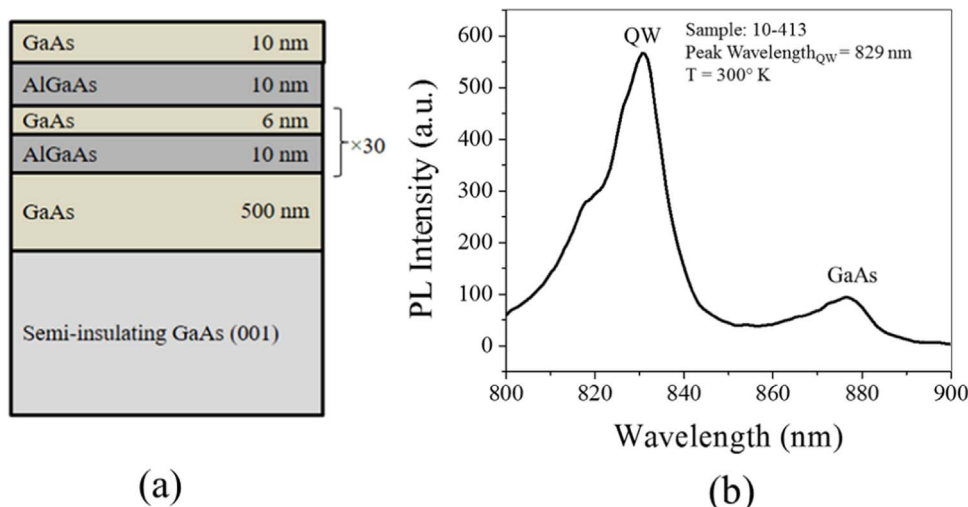 GaAs 10 nm
AlGaAs 10 nm
GaAs 6 nm
AlGaAs 10 nm
×30
GaAs 500 nm
Semi-insulating GaAs (001)
(a)
PL Intensity (a.u.)
600
500
400
300
200
100
0
QW
Sample: 10-413
Peak Wavelength_QW = 829 nm
T = 300° K
GaAs
800 820 840 860 880 900
Wavelength (nm)
(b)